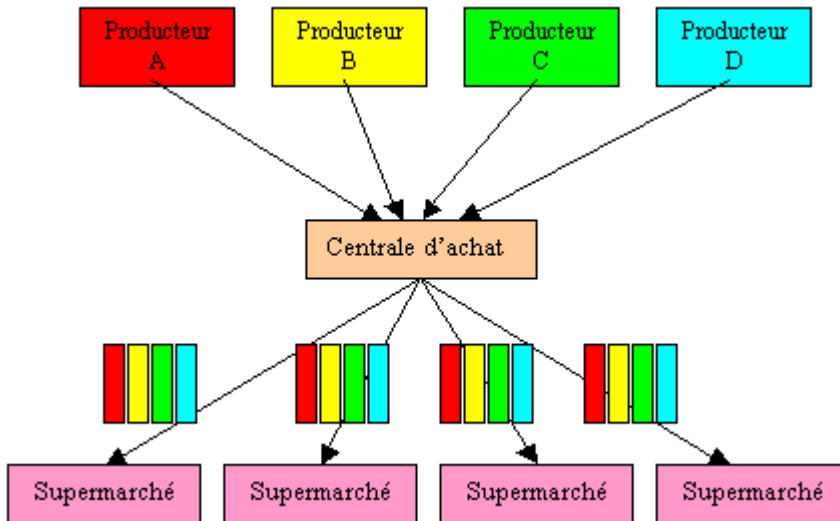 Producteur
A
Producteur
B
Producteur
C
Producteur
D
Centrale d'achat
Supermarché
Supermarché
Supermarché
Supermarché